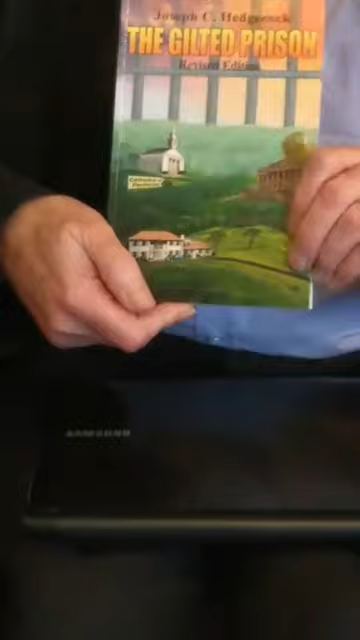 Joseph C. Hedgecock
THE GILTED PRISON
Revised Edition
SAMSUNG